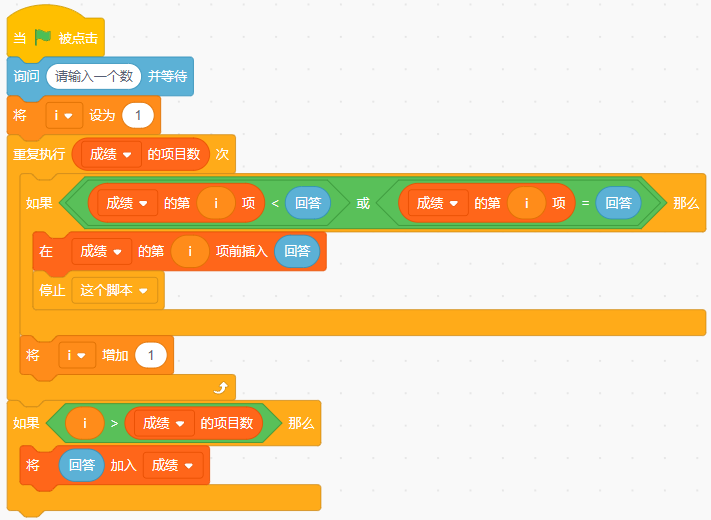 当 被点击
询问 请输入一个数 并等待
将 i 设为 1
重复执行 成绩 的项目数 次
如果 成绩 的第 i 项 < 回答 或 成绩 的第 i 项 = 回答 那么
在 成绩 的第 i 项前插入 回答
停止 这个脚本
将 i 增加 1
如果 i > 成绩 的项目数 那么
将 回答 加入 成绩